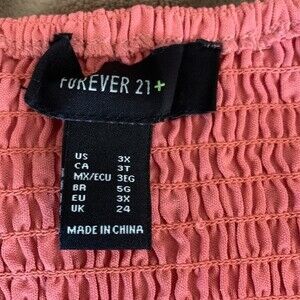 FOREVER 21+
US 3X
CA 3T
MX/ECU 3EG
BR 5G
EU 3X
UK 24
MADE IN CHINA